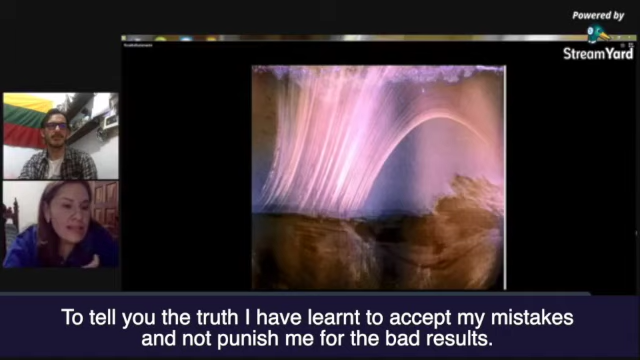 Powered by
StreamYard
To tell you the truth I have learnt to accept my mistakes
and not punish me for the bad results.